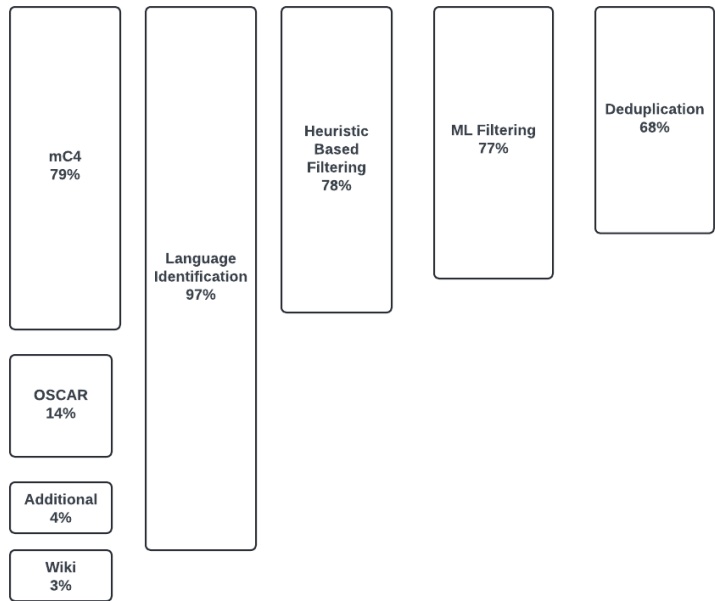 mC4
79%
OSCAR
14%
Additional
4%
Wiki
3%
Language
Identification
97%
Heuristic
Based
Filtering
78%
ML Filtering
77%
Deduplication
68%